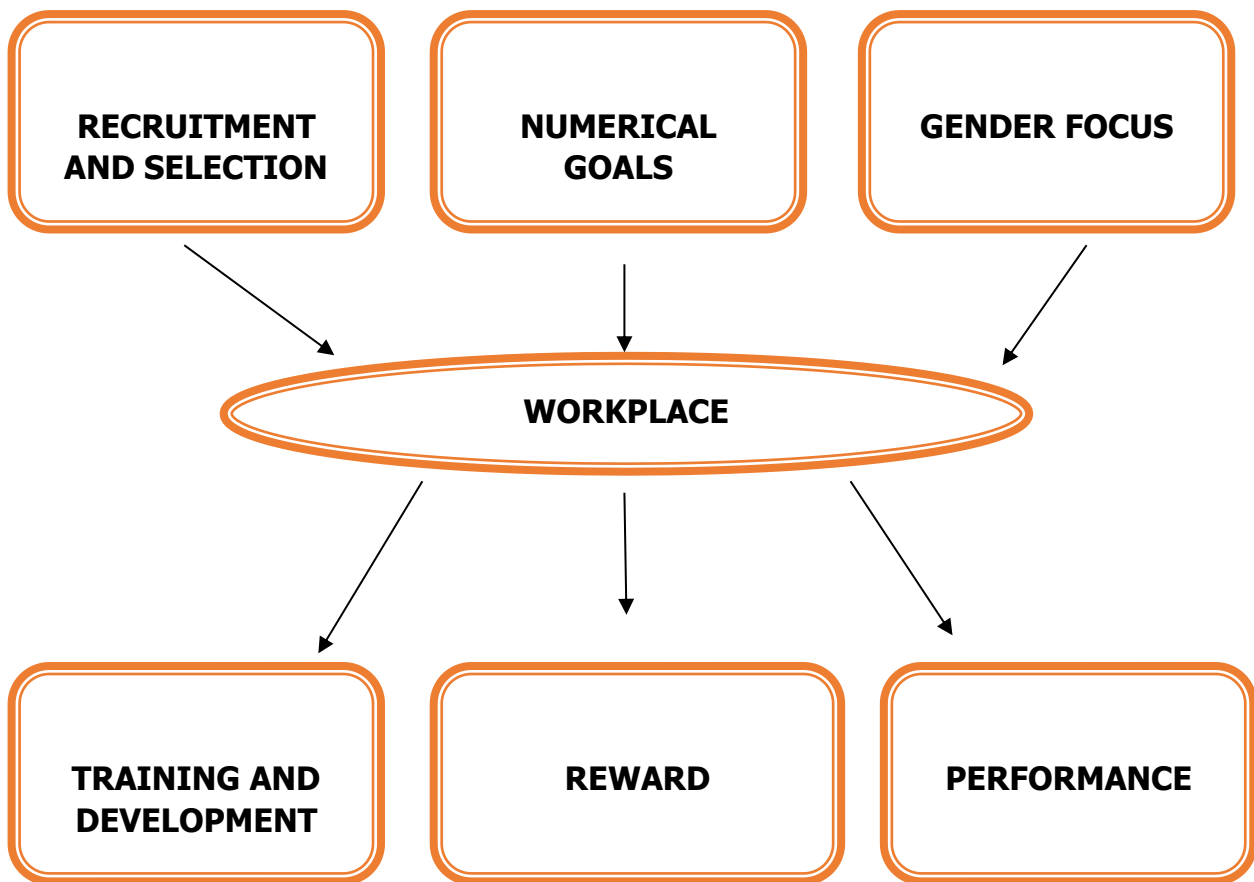 RECRUITMENT
AND SELECTION
NUMERICAL
GOALS
GENDER FOCUS
WORKPLACE
TRAINING AND
DEVELOPMENT
REWARD
PERFORMANCE